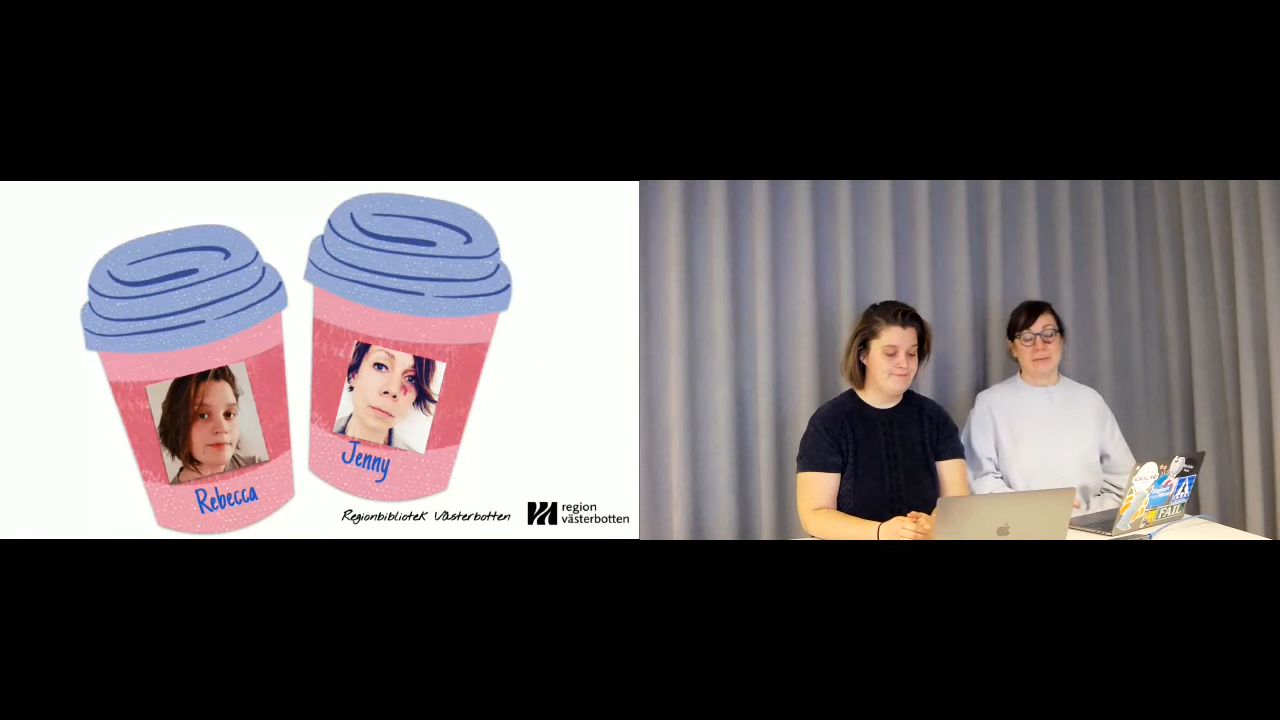 Rebecca
Jenny
Regionbibliotek Västerbotten
region
västerbotten
FAIL